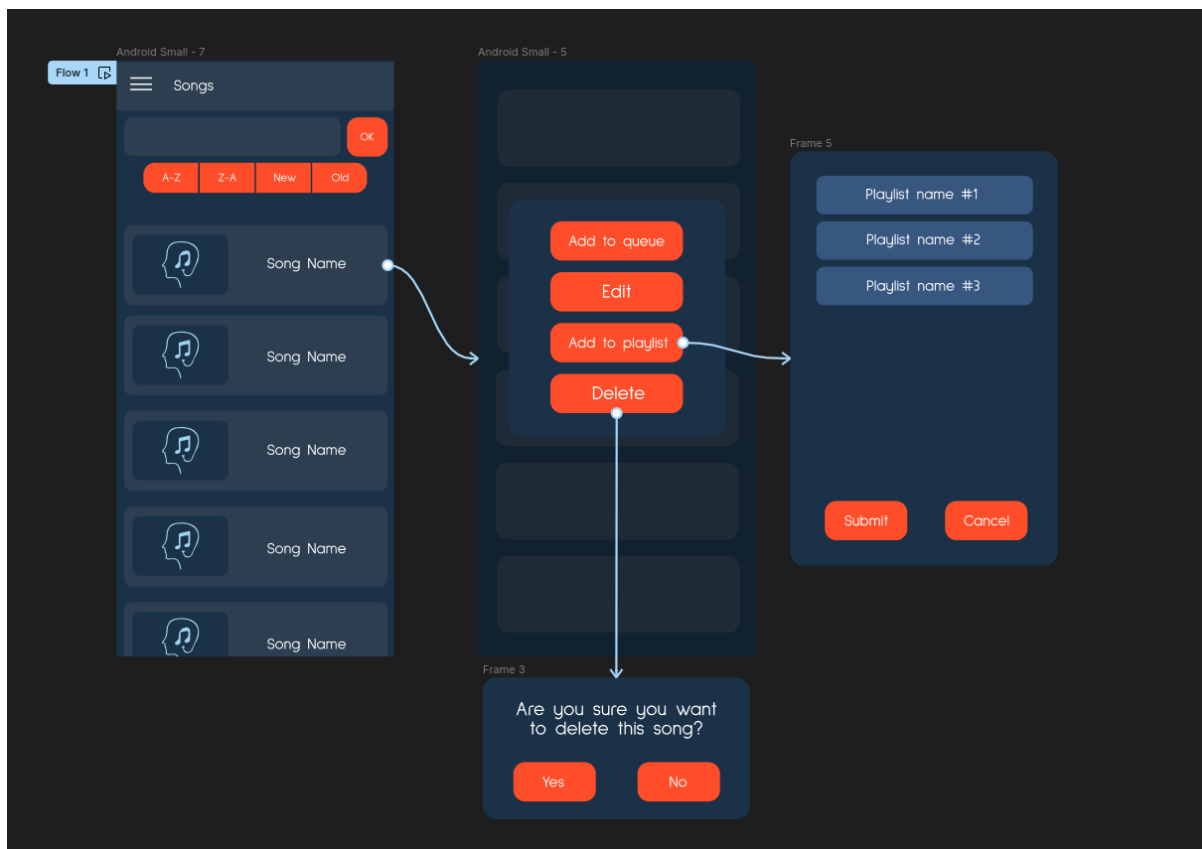 Android Small - 7
Flow 1
Songs
OK
A-Z
Z-A
New
Old
Song Name
Song Name
Song Name
Song Name
Song Name
Android Small - 5
Add to queue
Edit
Add to playlist
Delete
Frame 5
Playlist name #1
Playlist name #2
Playlist name #3
Submit
Cancel
Frame 3
Are you sure you want
to delete this song?
Yes
No